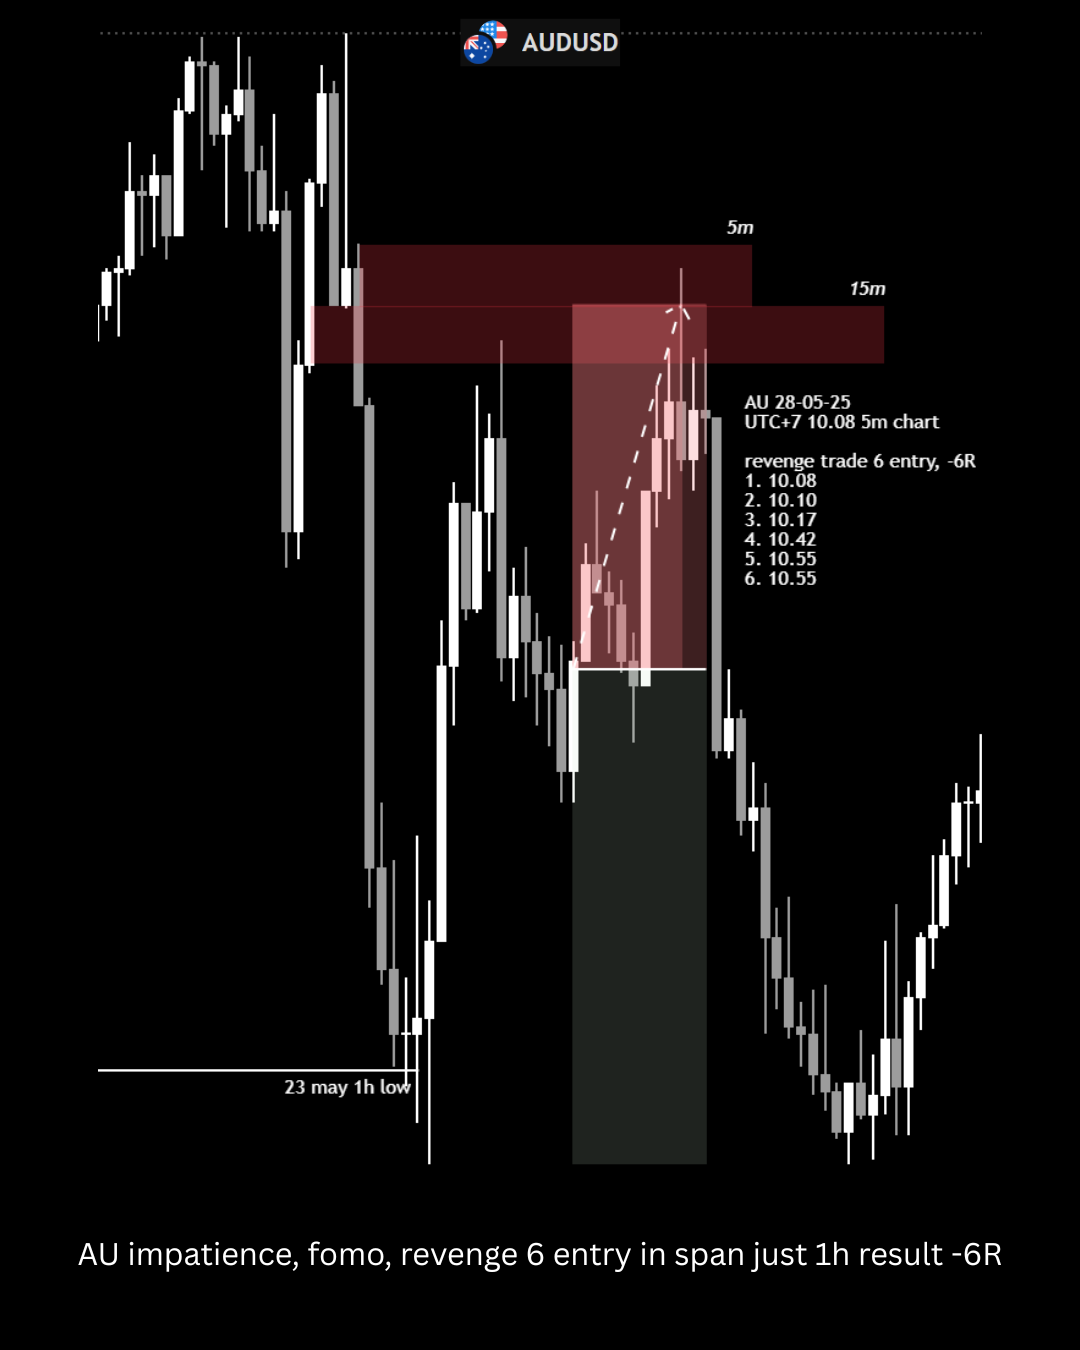 AUDUSD
5m
15m
AU 28-05-25
UTC+7 10.08 5m chart
revenge trade 6 entry, -6R
1. 10.08
2. 10.10
3. 10.17
4. 10.42
5. 10.55
6. 10.55
23 may 1h low
AU impatience, fomo, revenge 6 entry in span just 1h result -6R